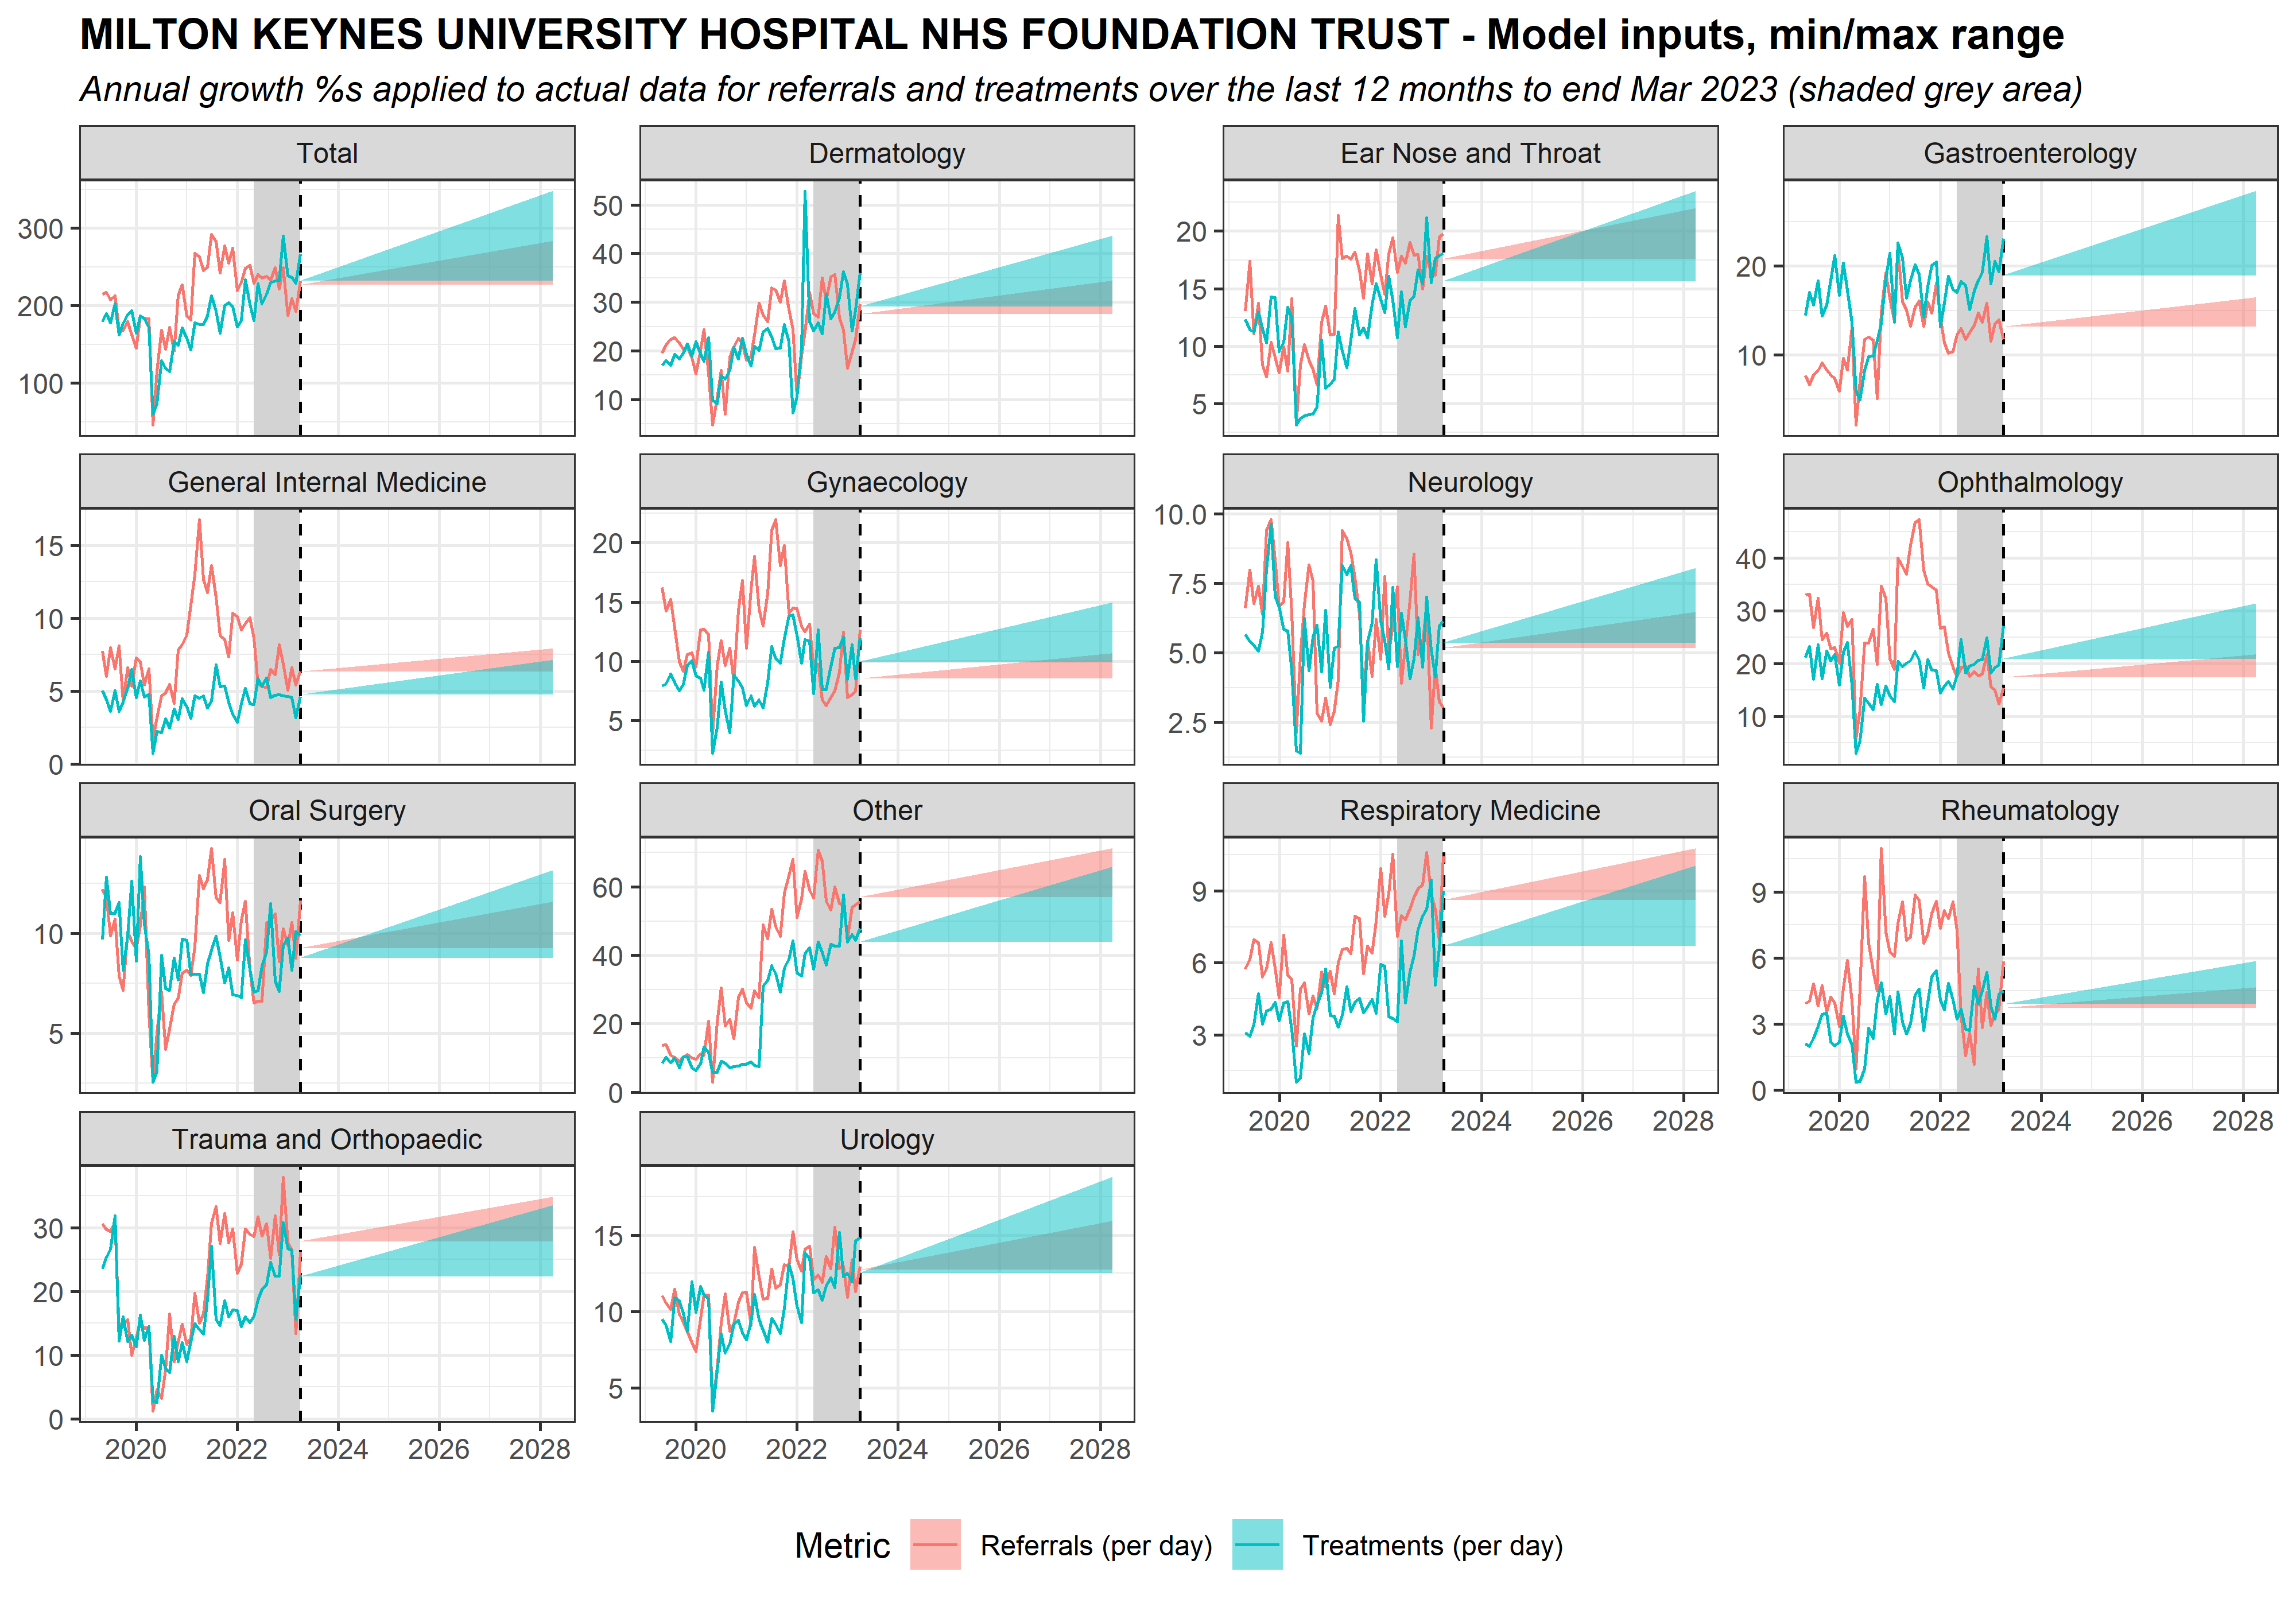 MILTON KEYNES UNIVERSITY HOSPITAL NHS FOUNDATION TRUST - Model inputs, min/max range
Annual growth %s applied to actual data for referrals and treatments over the last 12 months to end Mar 2023 (shaded grey area)
Total
Dermatology
Ear Nose and Throat
Gastroenterology
300
200
100
50
40
30
20
10
20
15
10
5
20
10
General Internal Medicine
Gynaecology
Neurology
Ophthalmology
15
10
5
0
20
15
10
5
10.0
7.5
5.0
2.5
40
30
20
10
Oral Surgery
Other
Respiratory Medicine
Rheumatology
10
5
60
40
20
0
9
6
3
9
6
3
0
2020 2022 2024 2026 2028
2020 2022 2024 2026 2028
Trauma and Orthopaedic
Urology
30
20
10
0
15
10
5
2020 2022 2024 2026 2028
2020 2022 2024 2026 2028
Metric Referrals (per day) Treatments (per day)